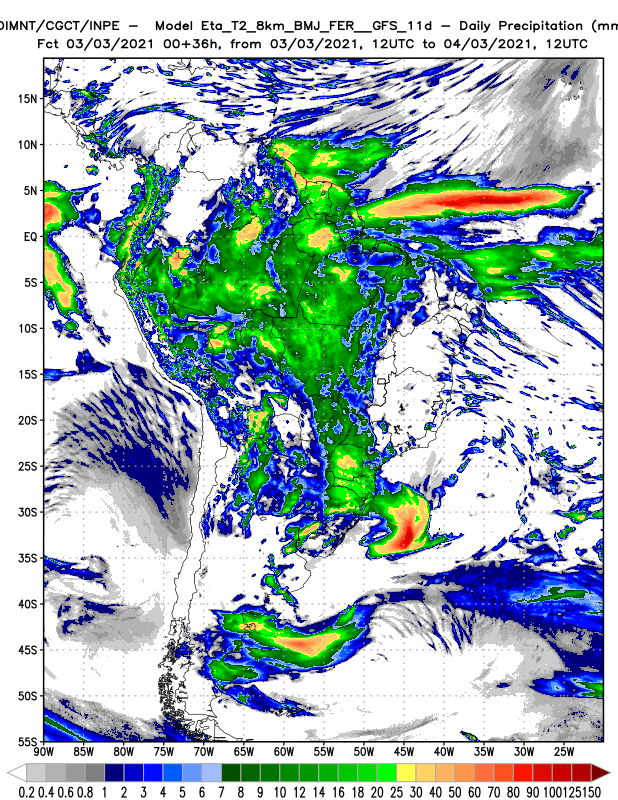 DIMNT/CGCT/INPE – Model Eta_T2_8km_BMJ_FER__GFS_11d – Daily Precipitation (mm
Fct 03/03/2021 00+36h, from 03/03/2021, 12UTC to 04/03/2021, 12UTC
15N
10N
5N
EQ
5S
10S
15S
20S
25S
30S
35S
40S
45S
50S
55S
90W 85W 80W 75W 70W 65W 60W 55W 50W 45W 40W 35W 30W 25W
0.2 0.4 0.6 0.8 1 2 3 4 5 6 7 8 9 10 12 14 16 18 20 25 30 40 50 60 70 80 90 100 125 150